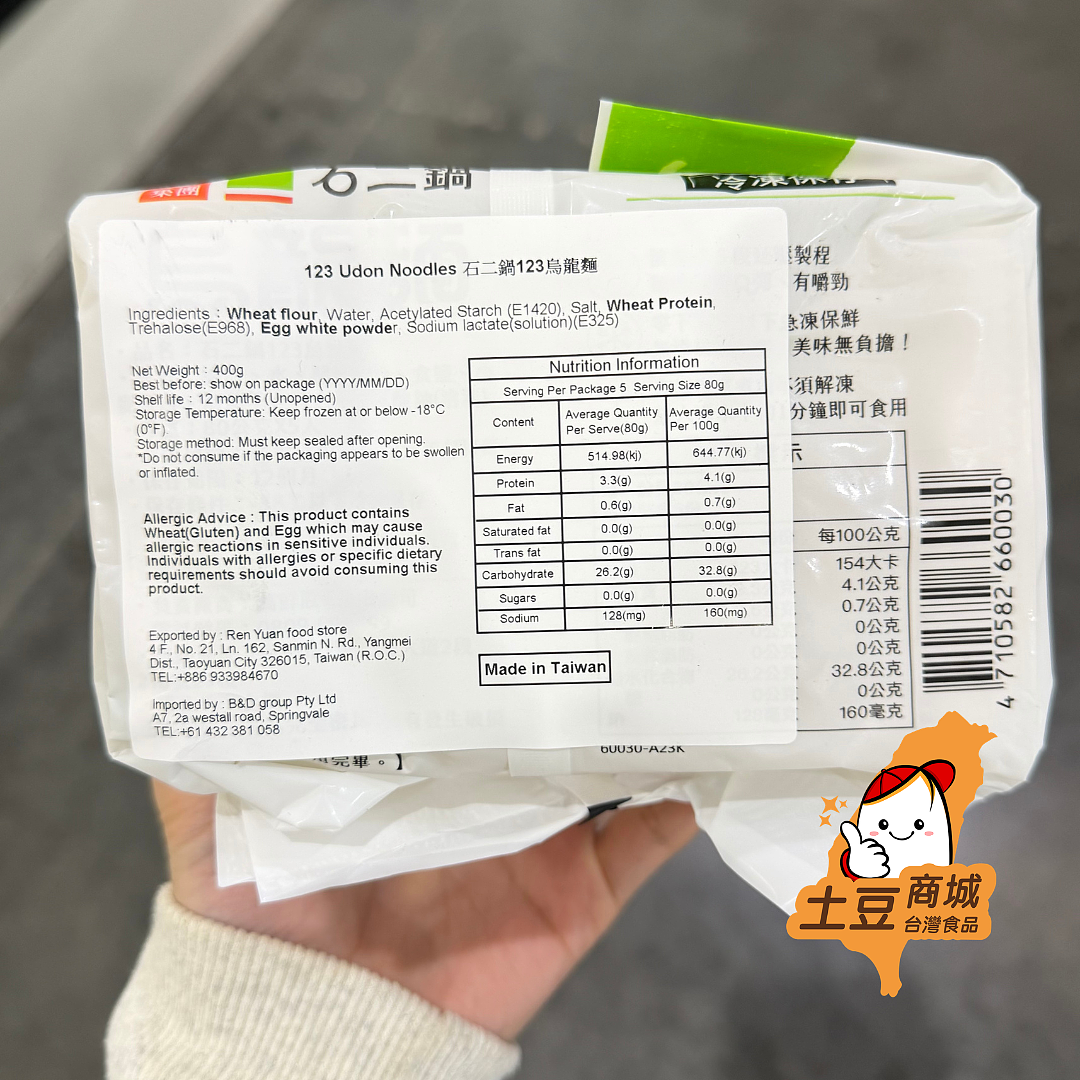 集團
石二鍋
冷凍保存
123 Udon Noodles 石二鍋123烏龍麵
Ingredients : Wheat flour, Water, Acetylated Starch (E1420), Salt, Wheat Protein,
Trehalose(E968), Egg white powder, Sodium lactate(solution)(E325)
Net Weight : 400g
Best before: show on package (YYYY/MM/DD)
Shelf life : 12 months (Unopened)
Storage Temperature: Keep frozen at or below -18°C
(0°F).
Storage method: Must keep sealed after opening.
*Do not consume if the packaging appears to be swollen
or inflated.
Allergic Advice : This product contains
Wheat(Gluten) and Egg which may cause
allergic reactions in sensitive individuals.
Individuals with allergies or specific dietary
requirements should avoid consuming this
product.
Exported by : Ren Yuan food store
4 F., No. 21, Ln. 162, Sanmin N. Rd., Yangmei
Dist., Taoyuan City 326015, Taiwan (R.O.C.)
TEL:+886 933984670
Imported by : B&D group Pty Ltd
A7, 2a westall road, Springvale
TEL:+61 432 381 058
Nutrition Information
Serving Per Package 5 Serving Size 80g
Content Average Quantity Per Serve(80g) Average Quantity Per 100g
Energy 514.98(kj) 644.77(kj)
Protein 3.3(g) 4.1(g)
Fat 0.6(g) 0.7(g)
Saturated fat 0.0(g) 0.0(g)
Trans fat 0.0(g) 0.0(g)
Carbohydrate 26.2(g) 32.8(g)
Sugars 0.0(g) 0.0(g)
Sodium 128(mg) 160(mg)
Made in Taiwan
製程
有嚼勁
凍保鮮
美味無負擔！
須解凍
分鐘即可食用
示
每100公克
154大卡
4.1公克
0.7公克
0公克
0公克
32.8公克
0公克
160毫克
4 710582 660030
60030-A23K
完畢。】
土豆商城
台灣食品